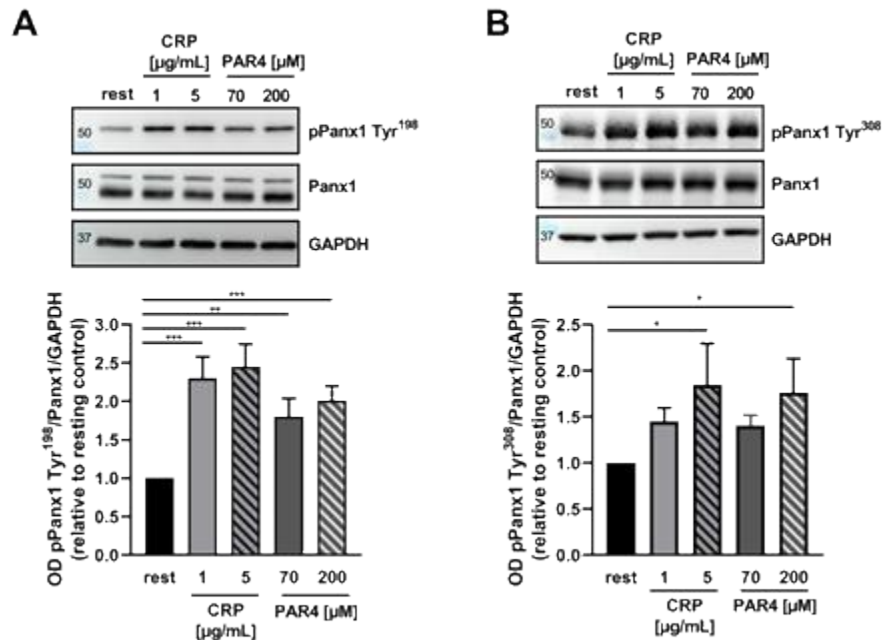 A
CRP
[µg/mL]
PAR4 [µM]
rest 1 5 70 200
50 pPanx1 Tyr198
50 Panx1
37 GAPDH
OD pPanx1 Tyr198/Panx1/GAPDH
(relative to resting control)
***
**
***
***
3.0
2.5
2.0
1.5
1.0
0.5
0.0
rest 1 5 70 200
CRP
[µg/mL]
PAR4 [µM]
B
CRP
[µg/mL]
PAR4 [µM]
rest 1 5 70 200
50 pPanx1 Tyr308
50 Panx1
37 GAPDH
OD pPanx1 Tyr308/Panx1/GAPDH
(relative to resting control)
*
*
2.5
2.0
1.5
1.0
0.5
0.0
rest 1 5 70 200
CRP
[µg/mL]
PAR4 [µM]